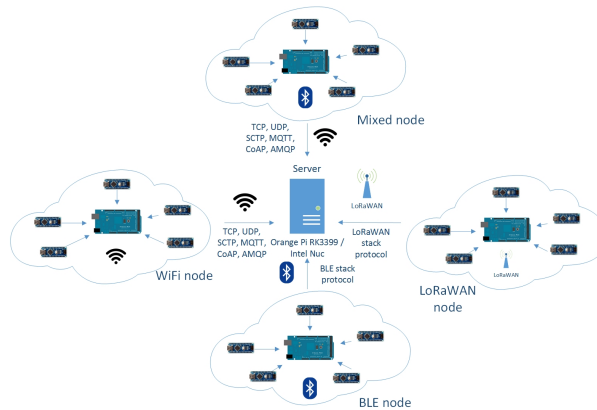 Mixed node
TCP, UDP,
SCTP, MQTT,
CoAP, AMQP
Server
LoRaWAN
TCP, UDP,
SCTP, MQTT,
CoAP, AMQP
Orange Pi RK3399 /
Intel Nuc
LoRaWAN
stack
protocol
WiFi node
BLE stack
protocol
LoRaWAN
LoRaWAN
node
BLE node